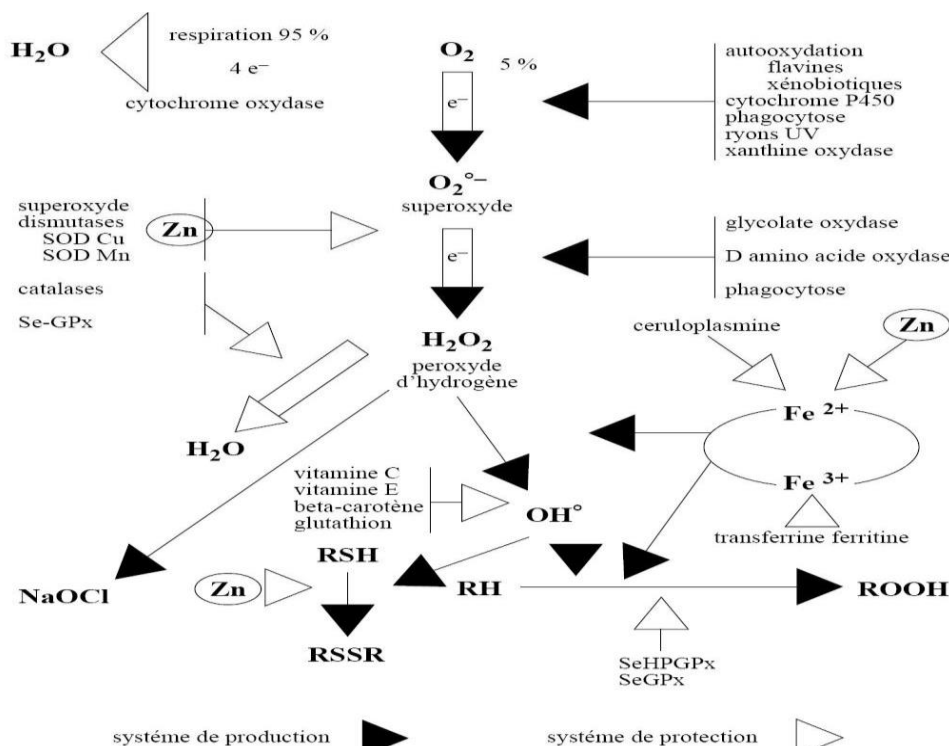 H₂O
respiration 95 %
4 e⁻
cytochrome oxydase
O₂
5 %
e⁻
autooxydation
flavines
xénobiotiques
cytochrome P450
phagocytose
ryons UV
xanthine oxydase
O₂°⁻
superoxyde
superoxyde
dismutases
SOD Cu
SOD Mn
Zn
e⁻
glycolate oxydase
D amino acide oxydase
phagocytose
catalases
Se-GPx
H₂O₂
peroxyde
d'hydrogène
ceruloplasmine
Zn
Fe ²⁺
H₂O
Fe ³⁺
transferrine ferritine
vitamine C
vitamine E
beta-carotène
glutathion
OH°
RSH
NaOCl
Zn
RH
ROOH
RSSR
SeHPGPx
SeGPx
systéme de production
systéme de protection